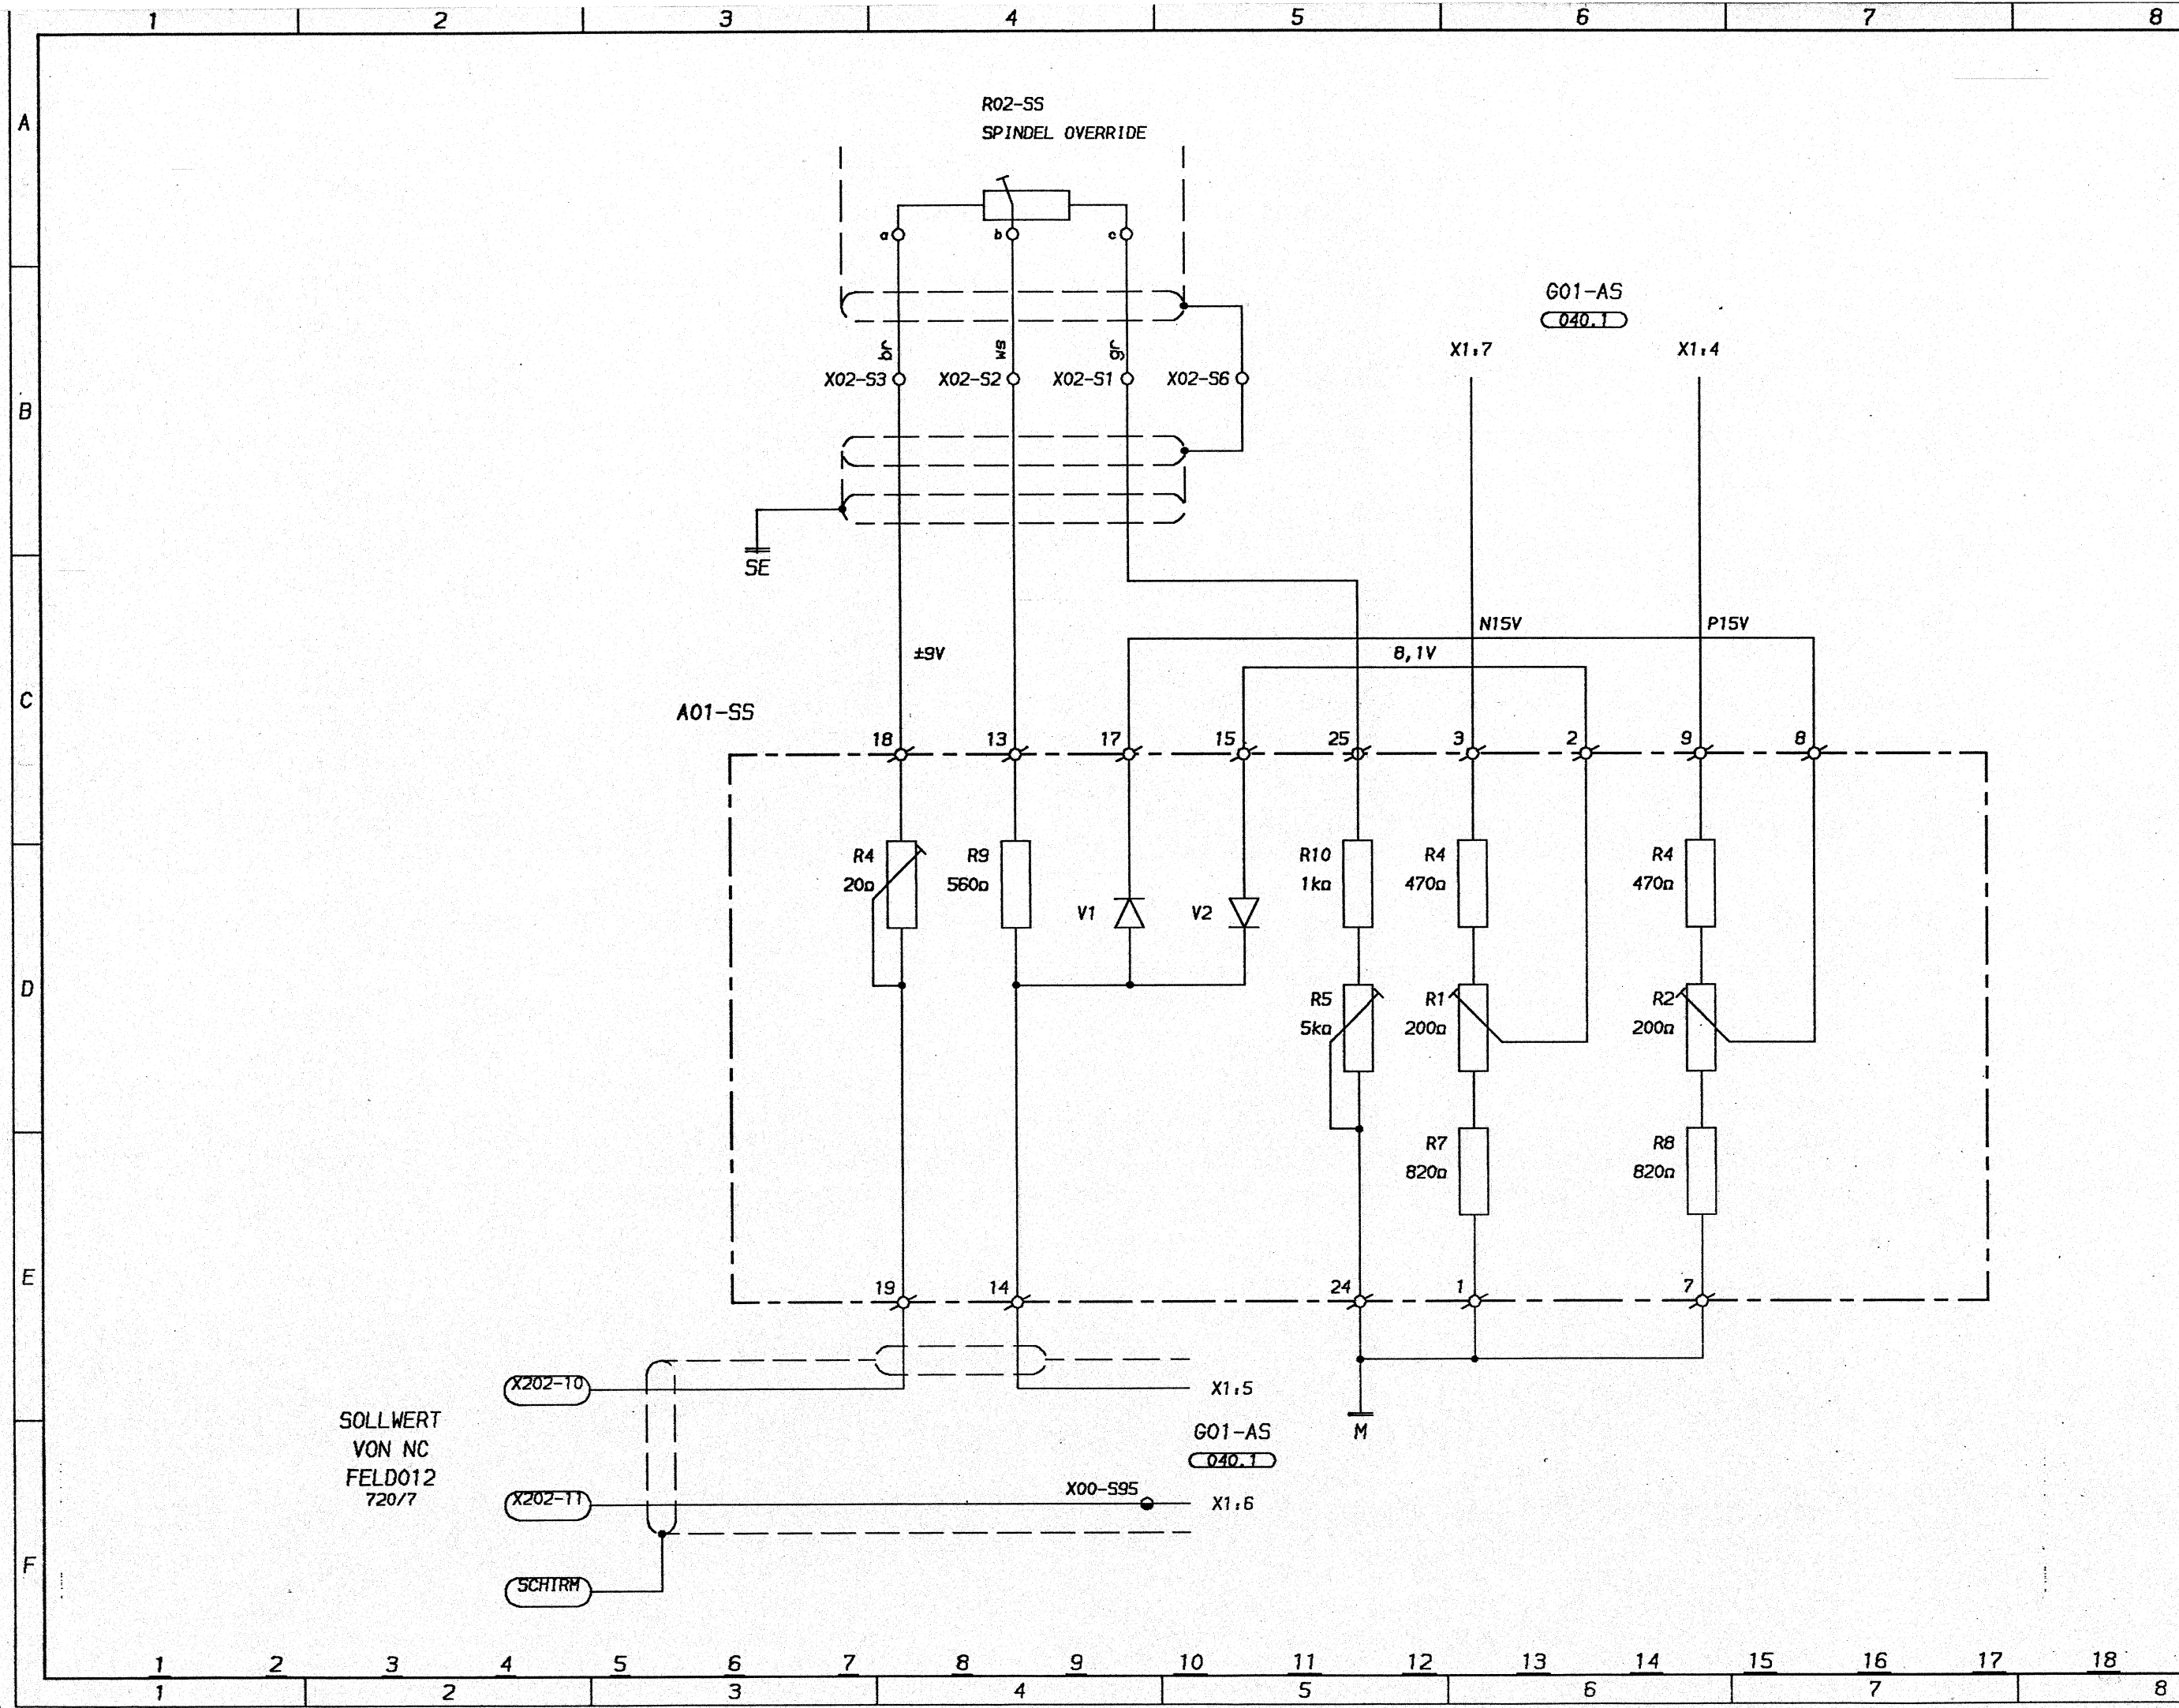 1 2 3 4 5 6 7 8
A
R02-SS
SPINDEL OVERRIDE
a b c
G01-AS
040.1
br ws gr
X1:7 X1:4
X02-S3 X02-S2 X02-S1 X02-S6
B
SE
N15V P15V
±9V 8,1V
C
A01-SS
18 13 17 15 25 3 2 9 8
R4 R9 R10 R4 R4
20Ω 560Ω 1kΩ 470Ω 470Ω
V1 V2
D
R5 R1 R2
5kΩ 200Ω 200Ω
R7 R8
820Ω 820Ω
E
19 14 24 1 7
X202-10 X1:5
SOLLWERT
VON NC
FELD012
720/7
G01-AS
040.1
M
X202-11 X00-S95 X1:6
F
SCHIRM
1 2 3 4 5 6 7 8 9 10 11 12 13 14 15 16 17 18
1 2 3 4 5 6 7 8